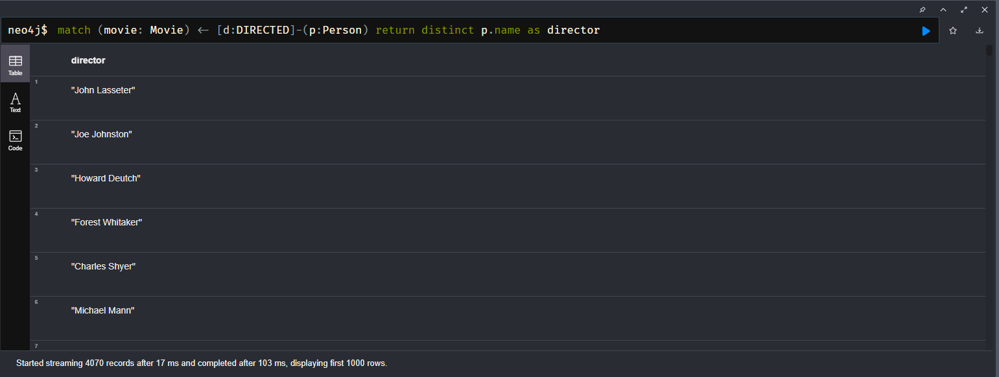 neo4j$ match (movie: Movie) <- [d:DIRECTED]-(p:Person) return distinct p.name as director
director
Table
1
"John Lasseter"
Text
2
"Joe Johnston"
Code
3
"Howard Deutch"
4
"Forest Whitaker"
5
"Charles Shyer"
6
"Michael Mann"
7
Started streaming 4070 records after 17 ms and completed after 103 ms, displaying first 1000 rows.